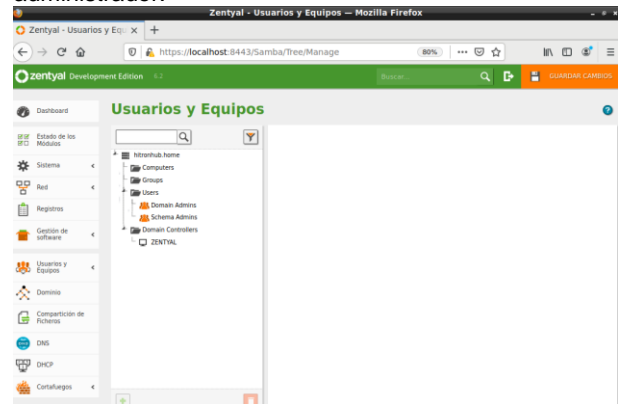 administrador.
Zentyal - Usuarios y Equipos — Mozilla Firefox
Zentyal - Usuarios y Equ
https://localhost:8443/Samba/Tree/Manage
80%
zentyal Development Edition 6.2
Buscar...
GUARDAR CAMBIOS
Dashboard
Estado de los
Módulos
Sistema
Red
Registros
Gestión de
software
Usuarios y
Equipos
Dominio
Compartición de
Ficheros
DNS
DHCP
Cortafuegos
Usuarios y Equipos
hitronhub.home
Computers
Groups
Users
Domain Admins
Schema Admins
Domain Controllers
ZENTYAL